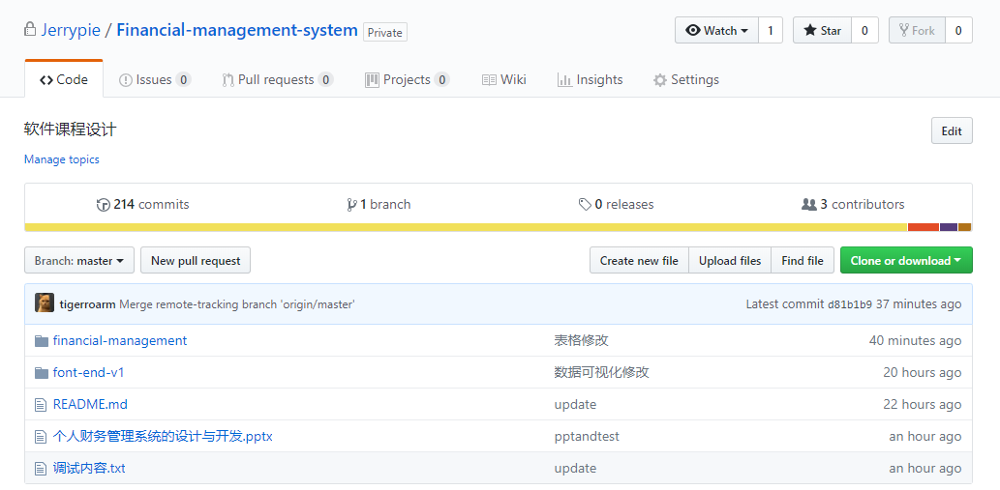 Jerrypie / Financial-management-system Private Watch 1 Star 0 Fork 0
Code Issues 0 Pull requests 0 Projects 0 Wiki Insights Settings
软件课程设计 Edit
Manage topics
214 commits 1 branch 0 releases 3 contributors
Branch: master New pull request Create new file Upload files Find file Clone or download
tigerroarm Merge remote-tracking branch 'origin/master' Latest commit d81b1b9 37 minutes ago
financial-management 表格修改 40 minutes ago
font-end-v1 数据可视化修改 20 hours ago
README.md update 22 hours ago
个人财务管理系统的设计与开发.pptx pptandtest an hour ago
调试内容.txt update an hour ago